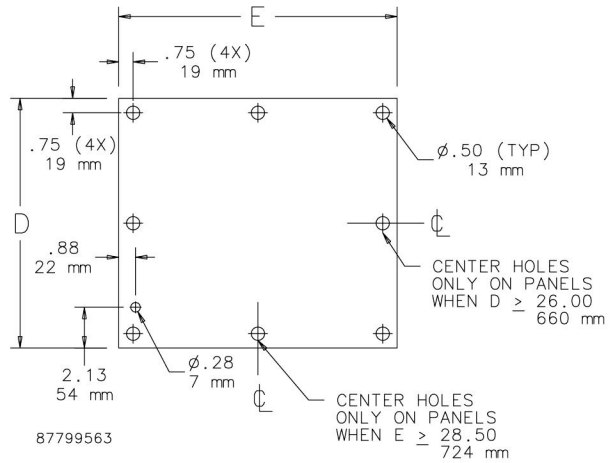 E
.75 (4X)
19 mm
.75 (4X)
19 mm
Ø.50 (TYP)
13 mm
D
℄
.88
22 mm
CENTER HOLES
ONLY ON PANELS
WHEN D ≥ 26.00
660 mm
Ø.28
7 mm
2.13
54 mm
℄
CENTER HOLES
ONLY ON PANELS
WHEN E ≥ 28.50
724 mm
87799563